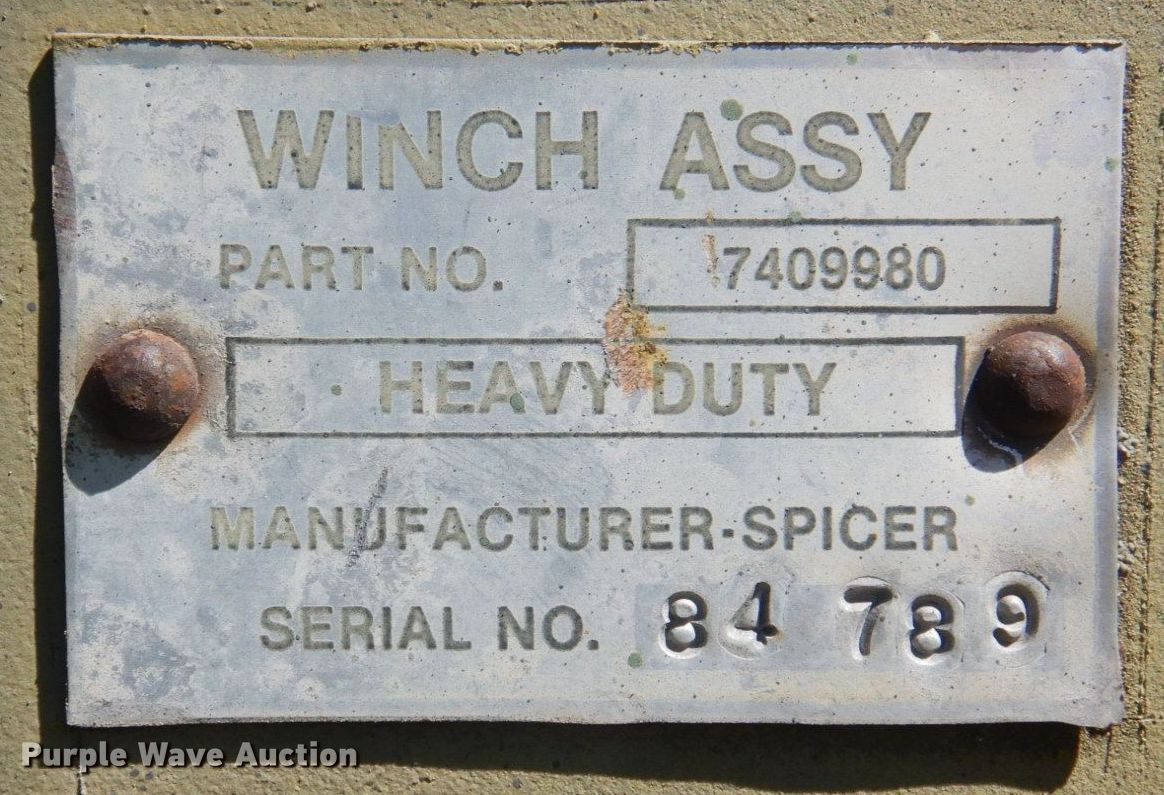 WINCH ASSY
PART NO. 7409980
HEAVY DUTY
MANUFACTURER-SPICER
SERIAL NO. 84 789
Purple Wave Auction